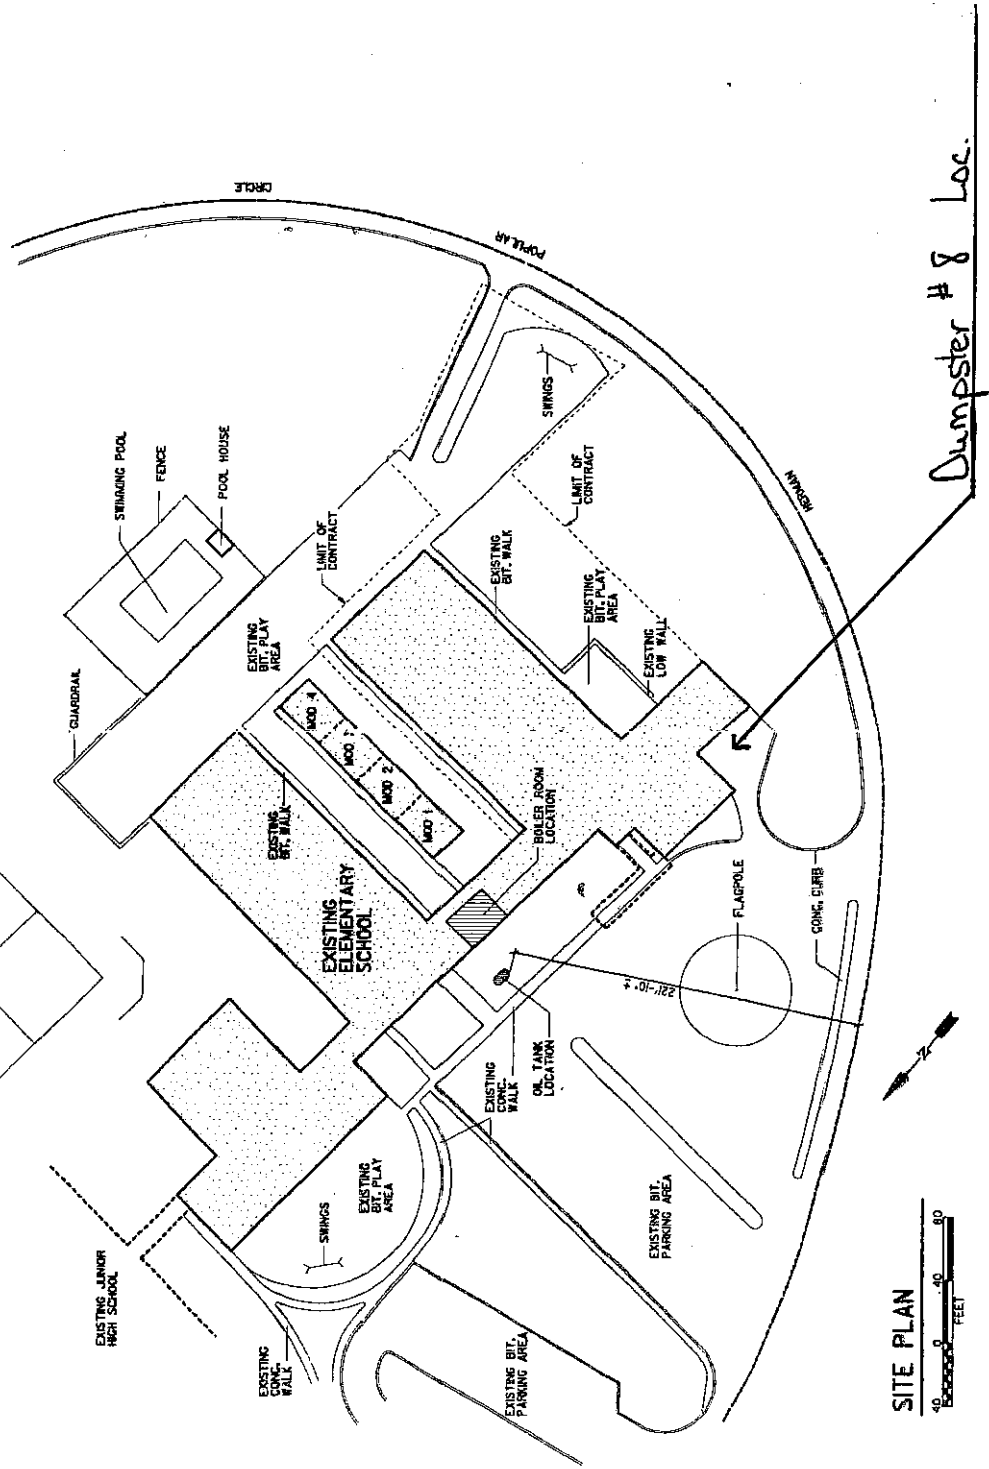 CIRCLE
POPULAR
HERMAN
SWIMMING POOL
FENCE
POOL HOUSE
GUARDRAIL
SWINGS
LIMIT OF
CONTRACT
LIMIT OF
CONTRACT
EXISTING
BIT. PLAY
AREA
EXISTING
BIT. WALK
EXISTING
BIT. PLAY
AREA
EXISTING
LOW WALL
MOD 4
MOD 3
MOD 2
MOD 1
EXISTING
BIT. WALK
BOILER ROOM
LOCATION
EXISTING
ELEMENTARY
SCHOOL
FLAGPOLE
CONC. CURB
221'-10" ±
OIL TANK
LOCATION
EXISTING
CONC.
WALK
EXISTING
BIT. PLAY
AREA
SWINGS
EXISTING JUNIOR
HIGH SCHOOL
EXISTING
CONC.
WALK
EXISTING BIT.
PARKING AREA
EXISTING BIT.
PARKING AREA
N
Dumpster # 8 Loc.
SITE PLAN
40 0 40 80
FEET